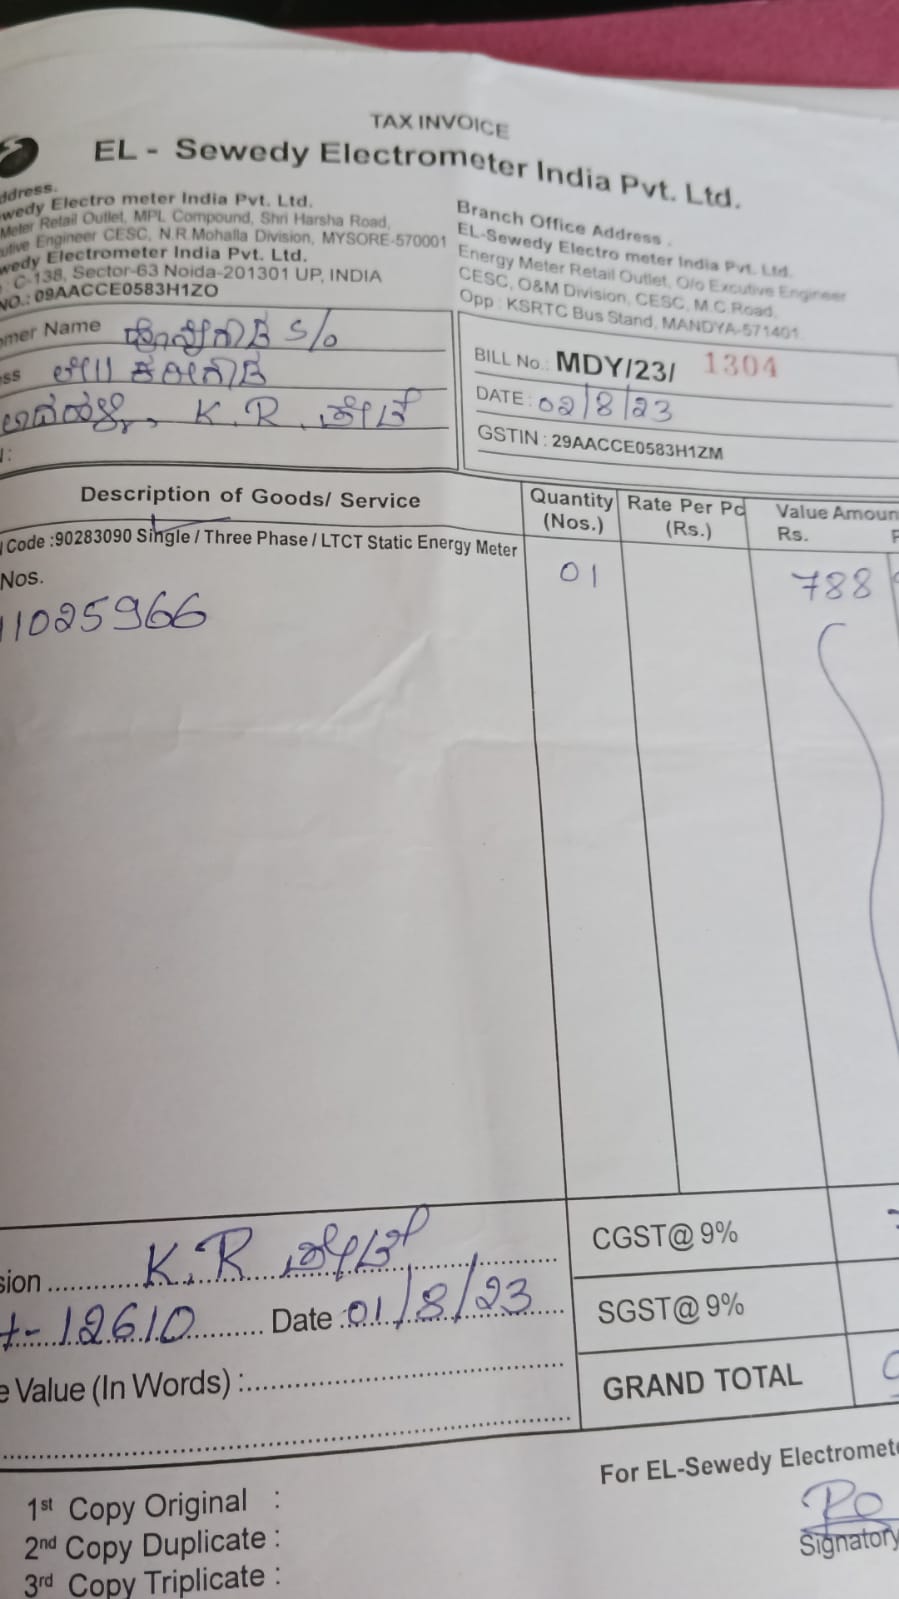 TAX INVOICE
EL - Sewedy Electrometer India Pvt. Ltd.
ddress.
wedy Electro meter India Pvt. Ltd.
Meter Retail Outlet, MPL Compound, Shri Harsha Road,
utive Engineer CESC, N.R.Mohalla Division, MYSORE-570001
wedy Electrometer India Pvt. Ltd.
: C-138, Sector-63 Noida-201301 UP, INDIA
NO.: 09AACCE0583H1ZO
Branch Office Address .
EL-Sewedy Electro meter India Pvt. Ltd.
Energy Meter Retail Outlet, O/o Excutive Engineer
CESC, O&M Division, CESC, M.C.Road,
Opp : KSRTC Bus Stand, MANDYA-571401.
omer Name S/o
ess
K. R. ಪೇಟೆ
BILL No.: MDY/23/ 1304
DATE : 02/8/23
GSTIN : 29AACCE0583H1ZM
Description of Goods/ Service Quantity (Nos.) Rate Per Pc (Rs.) Value Amoun Rs. P
Code :90283090 Single / Three Phase / LTCT Static Energy Meter
Nos. 01 788
11025966
sion K.R ಪೇಟೆ
12610 Date :01/8/23
e Value (In Words) :
CGST@ 9%
SGST@ 9%
GRAND TOTAL
For EL-Sewedy Electromete
1st Copy Original :
2nd Copy Duplicate :
3rd Copy Triplicate :
Signatory